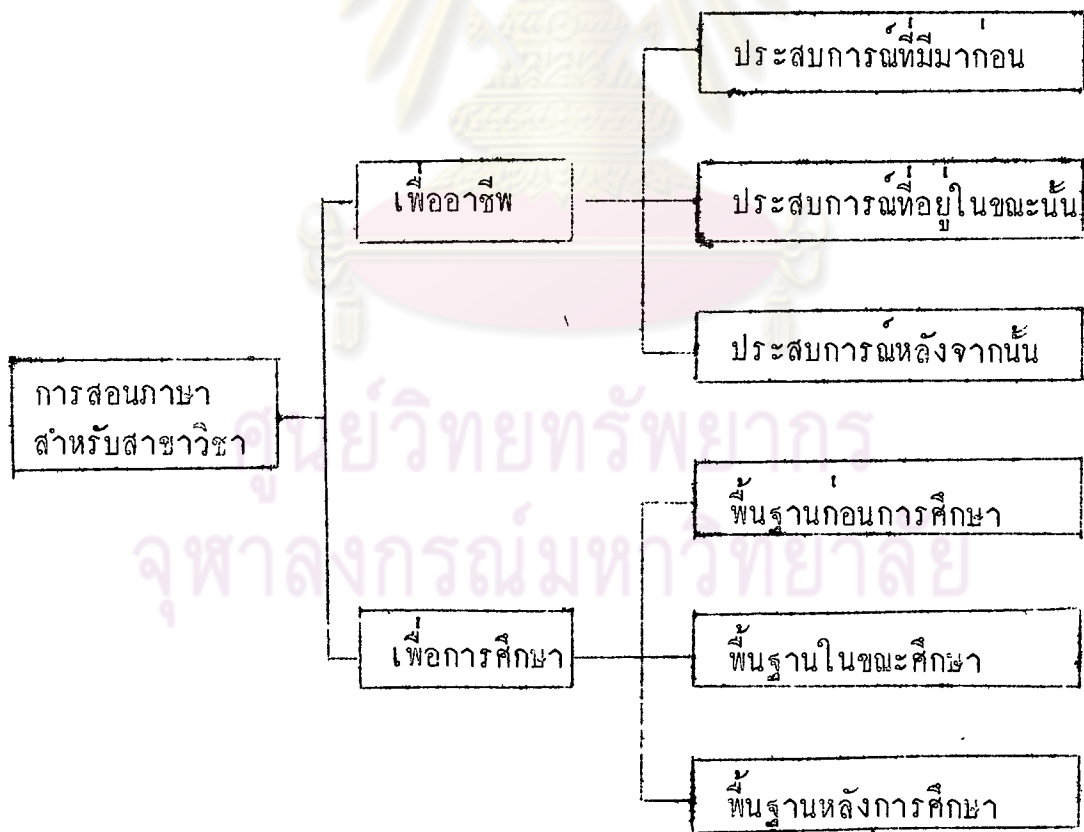 ประสบการณ์ที่มีมาก่อน
เพื่ออาชีพ
ประสบการณ์ที่อยู่ในขณะนั้น
ประสบการณ์หลังจากนั้น
การสอนภาษา
สำหรับสาขาวิชา
ศูนย์วิทยทรัพยากร
จุฬาลงกรณ์มหาวิทยาลัย
พื้นฐานก่อนการศึกษา
เพื่อการศึกษา
พื้นฐานในขณะศึกษา
พื้นฐานหลังการศึกษา